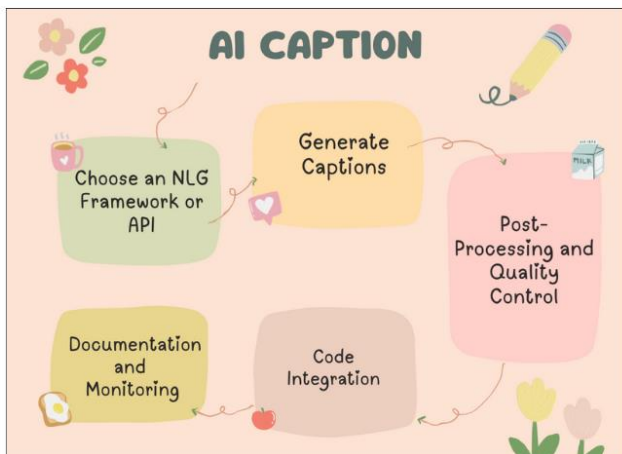 AI CAPTION
Choose an NLG
Framework or
API
Generate
Captions
MILK
Post-
Processing and
Quality
Control
Code
Integration
Documentation
and
Monitoring